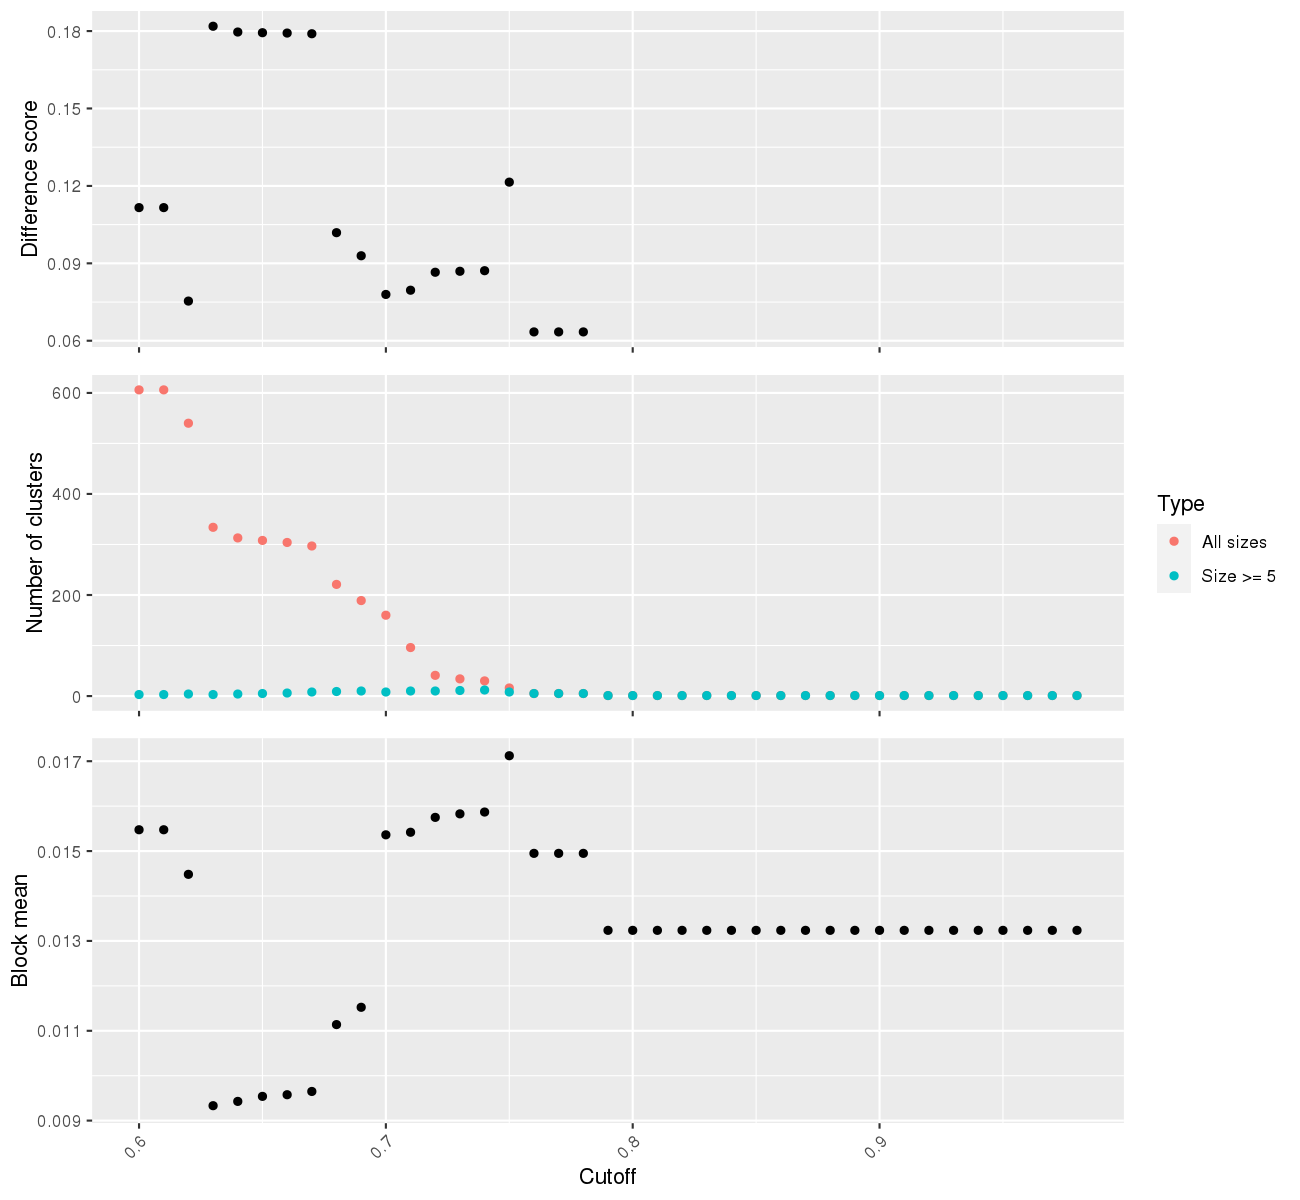 Difference score
0.18
0.15
0.12
0.09
0.06
Number of clusters
600
400
200
0
Type
All sizes
Size >= 5
Block mean
0.017
0.015
0.013
0.011
0.009
0.6
0.7
0.8
0.9
Cutoff